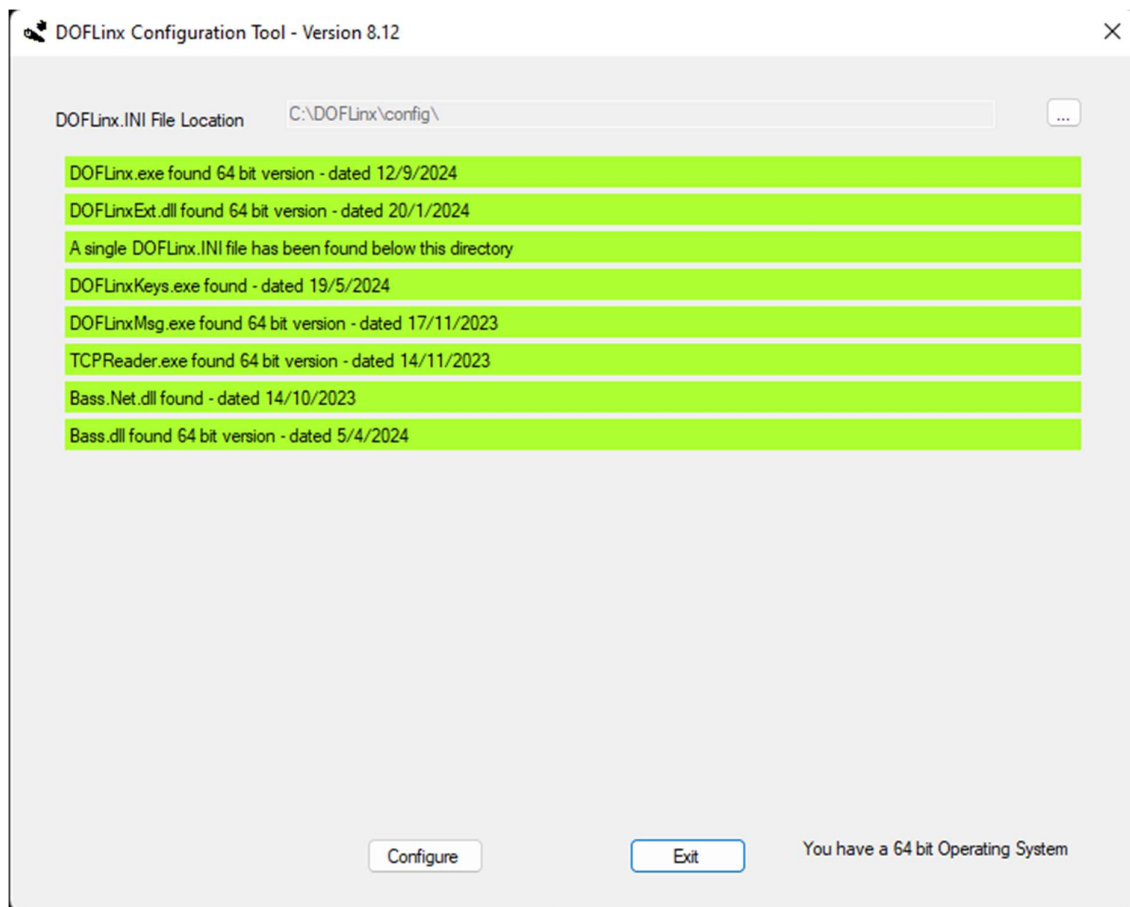 DOFLinx Configuration Tool - Version 8.12
DOFLinx.INI File Location
C:\DOFLinx\config\
...
DOFLinx.exe found 64 bit version - dated 12/9/2024
DOFLinxExt.dll found 64 bit version - dated 20/1/2024
A single DOFLinx.INI file has been found below this directory
DOFLinxKeys.exe found - dated 19/5/2024
DOFLinxMsg.exe found 64 bit version - dated 17/11/2023
TCPReader.exe found 64 bit version - dated 14/11/2023
Bass.Net.dll found - dated 14/10/2023
Bass.dll found 64 bit version - dated 5/4/2024
Configure
Exit
You have a 64 bit Operating System